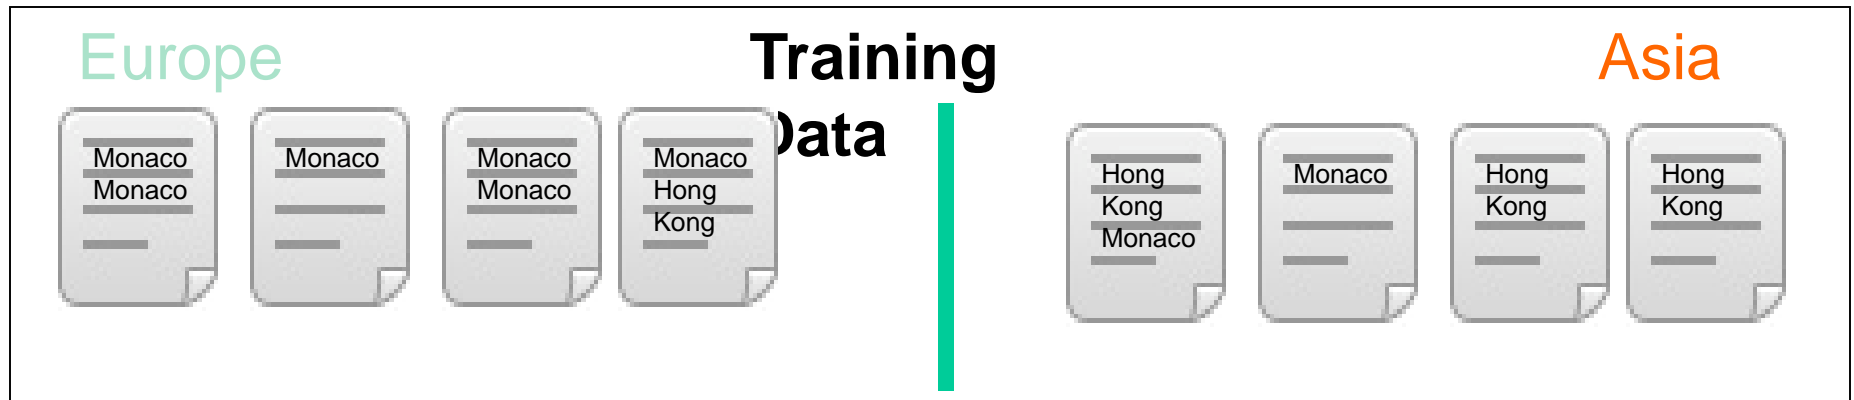 Europe
Training
Data
Asia
Monaco
Monaco
Monaco
Monaco
Monaco
Monaco
Hong
Kong
Hong
Kong
Monaco
Monaco
Hong
Kong
Hong
Kong